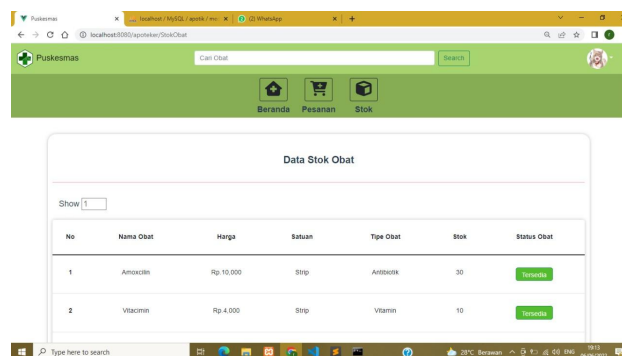 Puskesmas
localhost / MySQL / apotik / mvc
(2) WhatsApp
localhost:8080/apoteker/StokObat
Puskesmas
Cari Obat
Search
Beranda
Pesanan
Stok
Data Stok Obat
Show 1
No Nama Obat Harga Satuan Tipe Obat Stok Status Obat
1 Amoxcilin Rp.10,000 Strip Antibiotik 30 Tersedia
2 Vitacimin Rp.4,000 Strip Vitamin 10 Tersedia
Type here to search
28°C Berawan
ENG
19:13